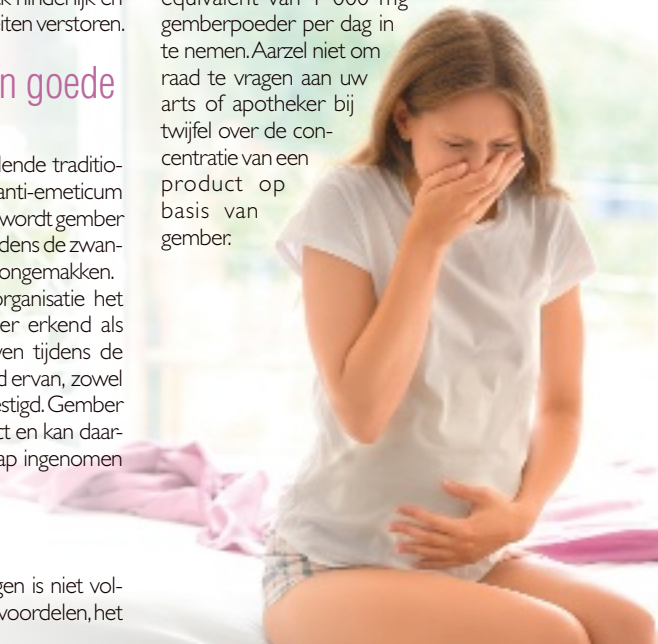 iten verstoren.
n goede
lende traditio-
anti-emeticum
wordt gember
dens de zwan-
ongemakken.
organisatie het
er erkend als
ven tijdens de
d ervan, zowel
estigd. Gember
ct en kan daar-
ap ingenomen
gen is niet vol-
voordelen, het
gemberpoeder per dag in
te nemen. Aarzel niet om
raad te vragen aan uw
arts of apotheker bij
twijfel over de con-
centratie van een
product op
basis van
gember.